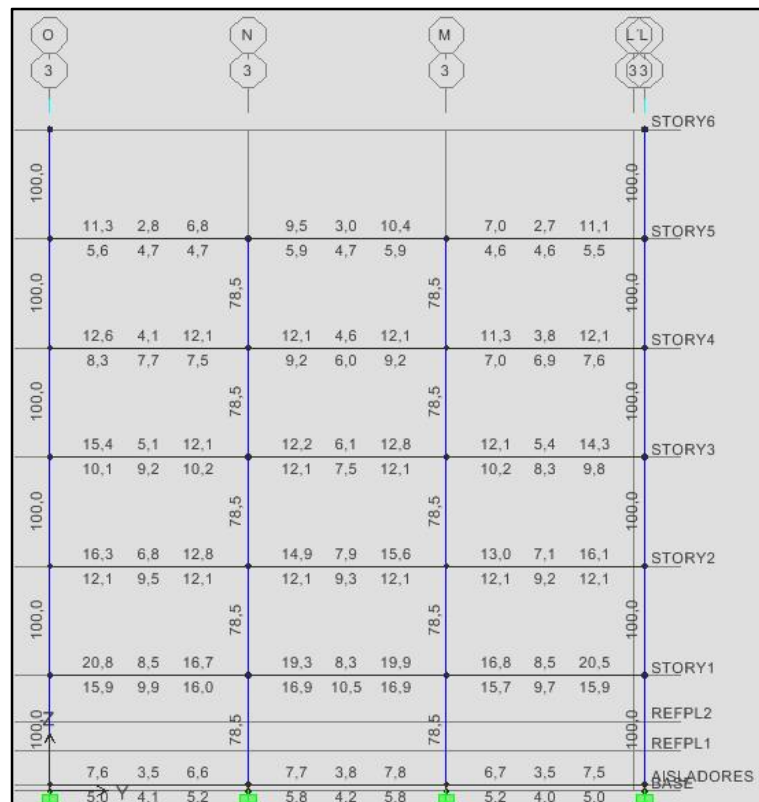 O N M L' L
3 3 3 3 3
STORY6
100,0 100,0
11,3 2,8 6,8 9,5 3,0 10,4 7,0 2,7 11,1 STORY5
5,6 4,7 4,7 5,9 4,7 5,9 4,6 4,6 5,5
100,0 78,5 78,5 100,0
12,6 4,1 12,1 12,1 4,6 12,1 11,3 3,8 12,1 STORY4
8,3 7,7 7,5 9,2 6,0 9,2 7,0 6,9 7,6
100,0 78,5 78,5 100,0
15,4 5,1 12,1 12,2 6,1 12,8 12,1 5,4 14,3 STORY3
10,1 9,2 10,2 12,1 7,5 12,1 10,2 8,3 9,8
100,0 78,5 78,5 100,0
16,3 6,8 12,8 14,9 7,9 15,6 13,0 7,1 16,1 STORY2
12,1 9,5 12,1 12,1 9,3 12,1 12,1 9,2 12,1
100,0 78,5 78,5 100,0
20,8 8,5 16,7 19,3 8,3 19,9 16,8 8,5 20,5 STORY1
15,9 9,9 16,0 16,9 10,5 16,9 15,7 9,7 15,9
Z REFPL2
100,0 78,5 78,5 100,0
REFPL1
7,6 3,5 6,6 7,7 3,8 7,8 6,7 3,5 7,5 AISLADORES
BASE
5,0 4,1 Y 5,2 5,8 4,2 5,8 5,2 4,0 5,0